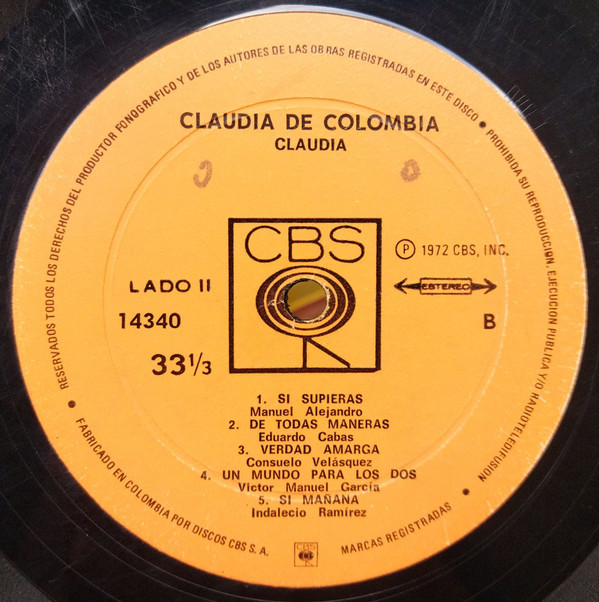 RESERVADOS TODOS LOS DERECHOS DEL PRODUCTOR FONOGRAFICO Y DE LOS AUTORES DE LAS OBRAS REGISTRADAS EN ESTE DISCO • PROHIBIDA SU REPRODUCCION, EJECUCION PUBLICA Y/O RADIOTELEDIFUSION
CLAUDIA DE COLOMBIA
CLAUDIA
CBS
Ⓟ 1972 CBS, INC.
LADO II
ESTEREO
14340
B
33 1/3
1. SI SUPIERAS
Manuel Alejandro
2. DE TODAS MANERAS
Eduardo Cabas
3. VERDAD AMARGA
Consuelo Velásquez
4. UN MUNDO PARA LOS DOS
Victor Manuel García
5. SI MAÑANA
Indalecio Ramírez
• FABRICADO EN COLOMBIA POR DISCOS CBS S. A.
CBS
MARCAS REGISTRADAS •